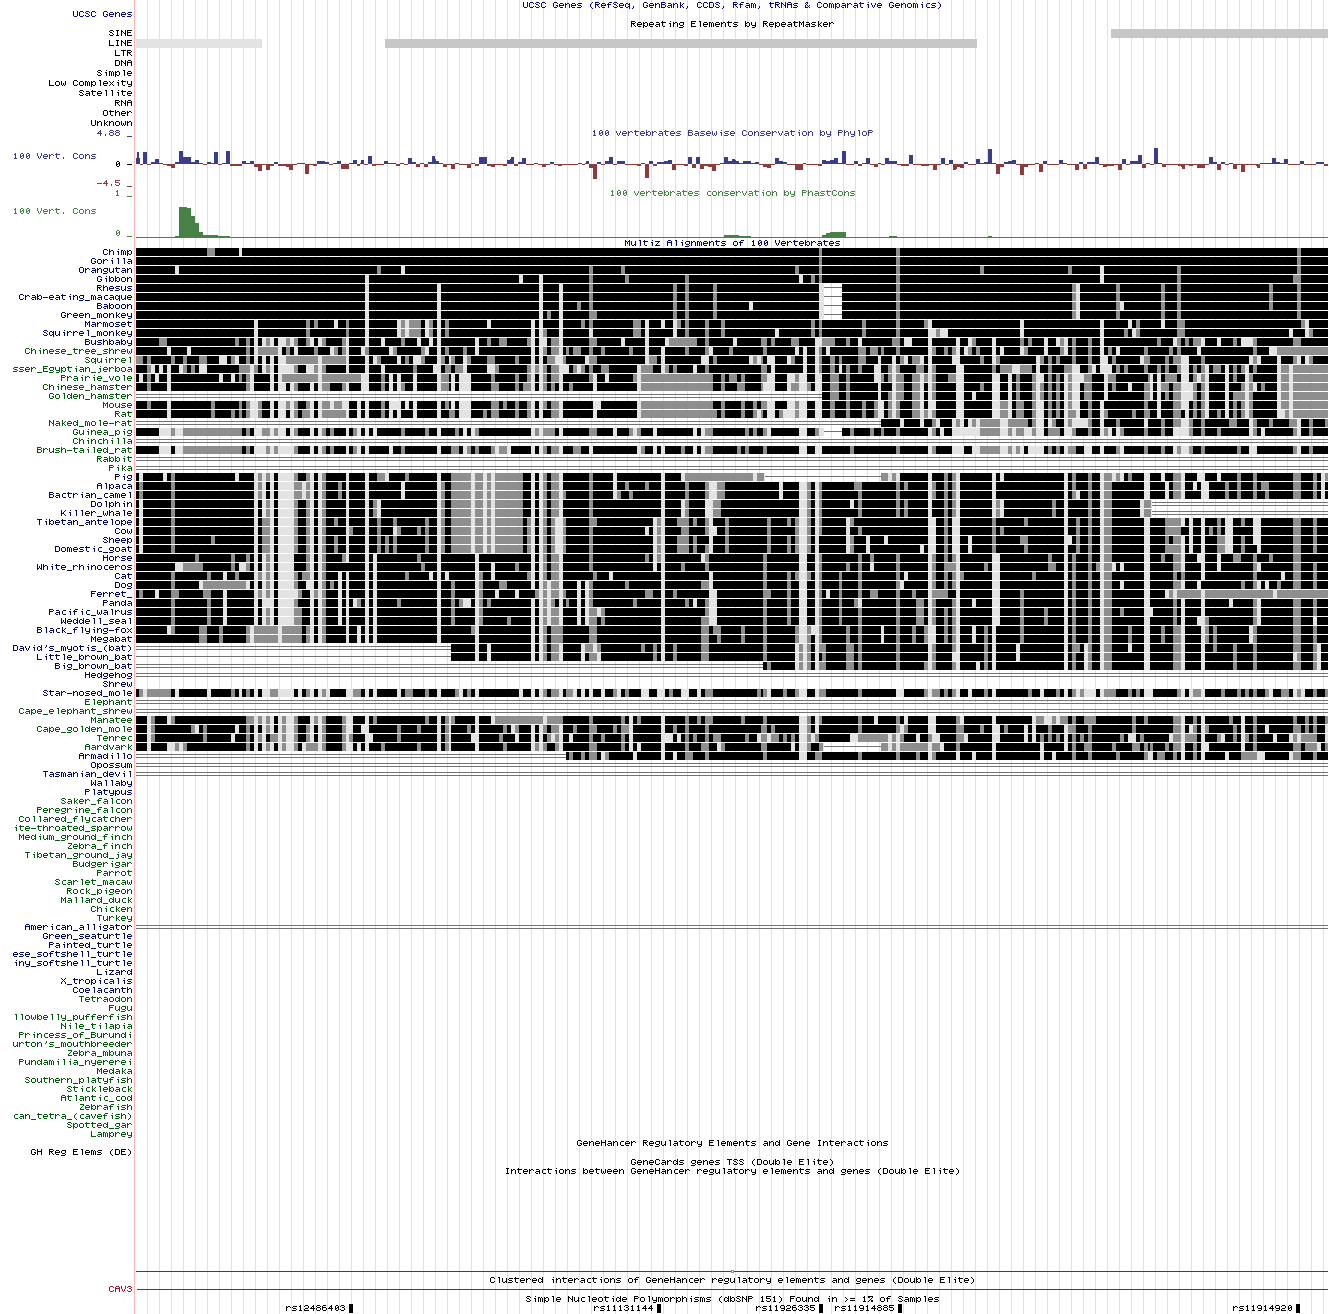 UCSC Genes (RefSeq, GenBank, CCDS, Rfam, tRNAs & Comparative Genomics)
UCSC Genes
Repeating Elements by RepeatMasker
SINE
LINE
LTR
DNA
Simple
Low Complexity
Satellite
RNA
Other
Unknown
4.88 _
100 vertebrates Basewise Conservation by PhyloP
100 Vert. Cons
0 _
-4.5 _
100 vertebrates conservation by PhastCons
1 _
100 Vert. Cons
0 _
Multiz Alignments of 100 Vertebrates
Chimp
Gorilla
Orangutan
Gibbon
Rhesus
Crab-eating_macaque
Baboon
Green_monkey
Marmoset
Squirrel_monkey
Bushbaby
Chinese_tree_shrew
Squirrel
sser_Egyptian_jerboa
Prairie_vole
Chinese_hamster
Golden_hamster
Mouse
Rat
Naked_mole-rat
Guinea_pig
Chinchilla
Brush-tailed_rat
Rabbit
Pika
Pig
Alpaca
Bactrian_camel
Dolphin
Killer_whale
Tibetan_antelope
Cow
Sheep
Domestic_goat
Horse
White_rhinoceros
Cat
Dog
Ferret_
Panda
Pacific_walrus
Weddell_seal
Black_flying-fox
Megabat
David's_myotis_(bat)
Little_brown_bat
Big_brown_bat
Hedgehog
Shrew
Star-nosed_mole
Elephant
Cape_elephant_shrew
Manatee
Cape_golden_mole
Tenrec
Aardvark
Armadillo
Opossum
Tasmanian_devil
Wallaby
Platypus
Saker_falcon
Peregrine_falcon
Collared_flycatcher
ite-throated_sparrow
Medium_ground_finch
Zebra_finch
Tibetan_ground_jay
Budgerigar
Parrot
Scarlet_macaw
Rock_pigeon
Mallard_duck
Chicken
Turkey
American_alligator
Green_seaturtle
Painted_turtle
ese_softshell_turtle
iny_softshell_turtle
Lizard
X_tropicalis
Coelacanth
Tetraodon
Fugu
llowbelly_pufferfish
Nile_tilapia
Princess_of_Burundi
urton's_mouthbreeder
Zebra_mbuna
Pundamilia_nyererei
Medaka
Southern_platyfish
Stickleback
Atlantic_cod
Zebrafish
can_tetra_(cavefish)
Spotted_gar
Lamprey
GeneHancer Regulatory Elements and Gene Interactions
GH Reg Elems (DE)
GeneCards genes TSS (Double Elite)
Interactions between GeneHancer regulatory elements and genes (Double Elite)
Clustered interactions of GeneHancer regulatory elements and genes (Double Elite)
CAV3
Simple Nucleotide Polymorphisms (dbSNP 151) Found in >= 1% of Samples
rs12486403 rs11131144 rs11926335 rs11914885 rs11914920